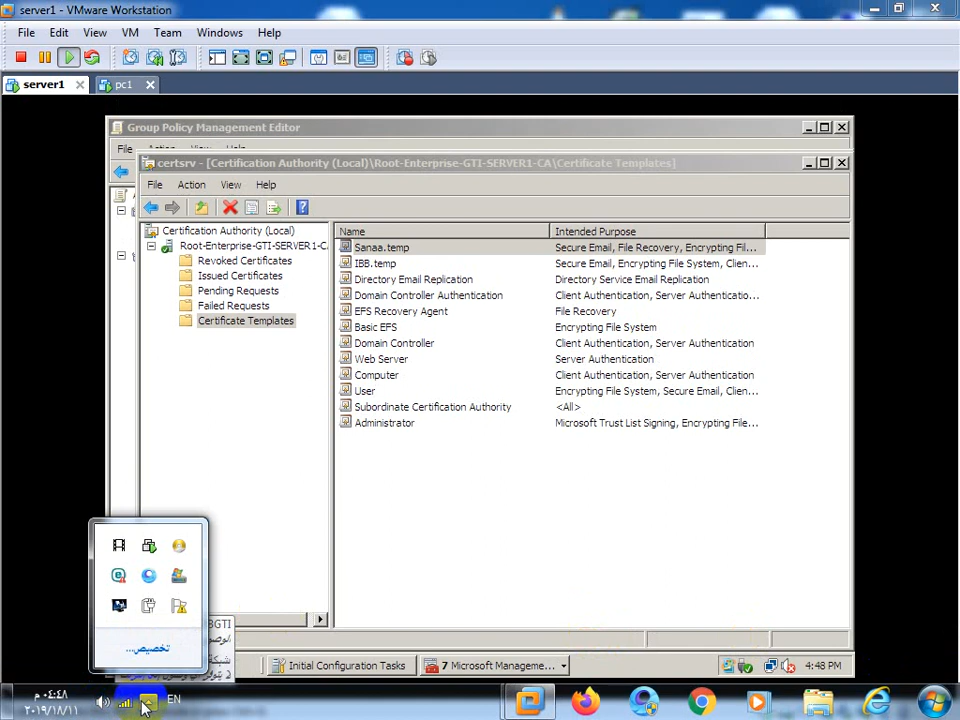 server1 - VMware Workstation
File Edit View VM Team Windows Help
server1 pc1
Group Policy Management Editor
File
certsrv - [Certification Authority (Local)\Root-Enterprise-GTI-SERVER1-CA\Certificate Templates]
File Action View Help
Certification Authority (Local)
Root-Enterprise-GTI-SERVER1-C
Revoked Certificates
Issued Certificates
Pending Requests
Failed Requests
Certificate Templates
Name Intended Purpose
Sanaa.temp Secure Email, File Recovery, Encrypting Fil...
IBB.temp Secure Email, Encrypting File System, Clien...
Directory Email Replication Directory Service Email Replication
Domain Controller Authentication Client Authentication, Server Authenticatio...
EFS Recovery Agent File Recovery
Basic EFS Encrypting File System
Domain Controller Client Authentication, Server Authentication
Web Server Server Authentication
Computer Client Authentication, Server Authentication
User Encrypting File System, Secure Email, Clien...
Subordinate Certification Authority <All>
Administrator Microsoft Trust List Signing, Encrypting File...
تخصيص...
BGTI
شبكة
Initial Configuration Tasks 7 Microsoft Manageme... 4:48 PM
٠٤:٤٨ م
٢٠١٩/١٨/١١
EN